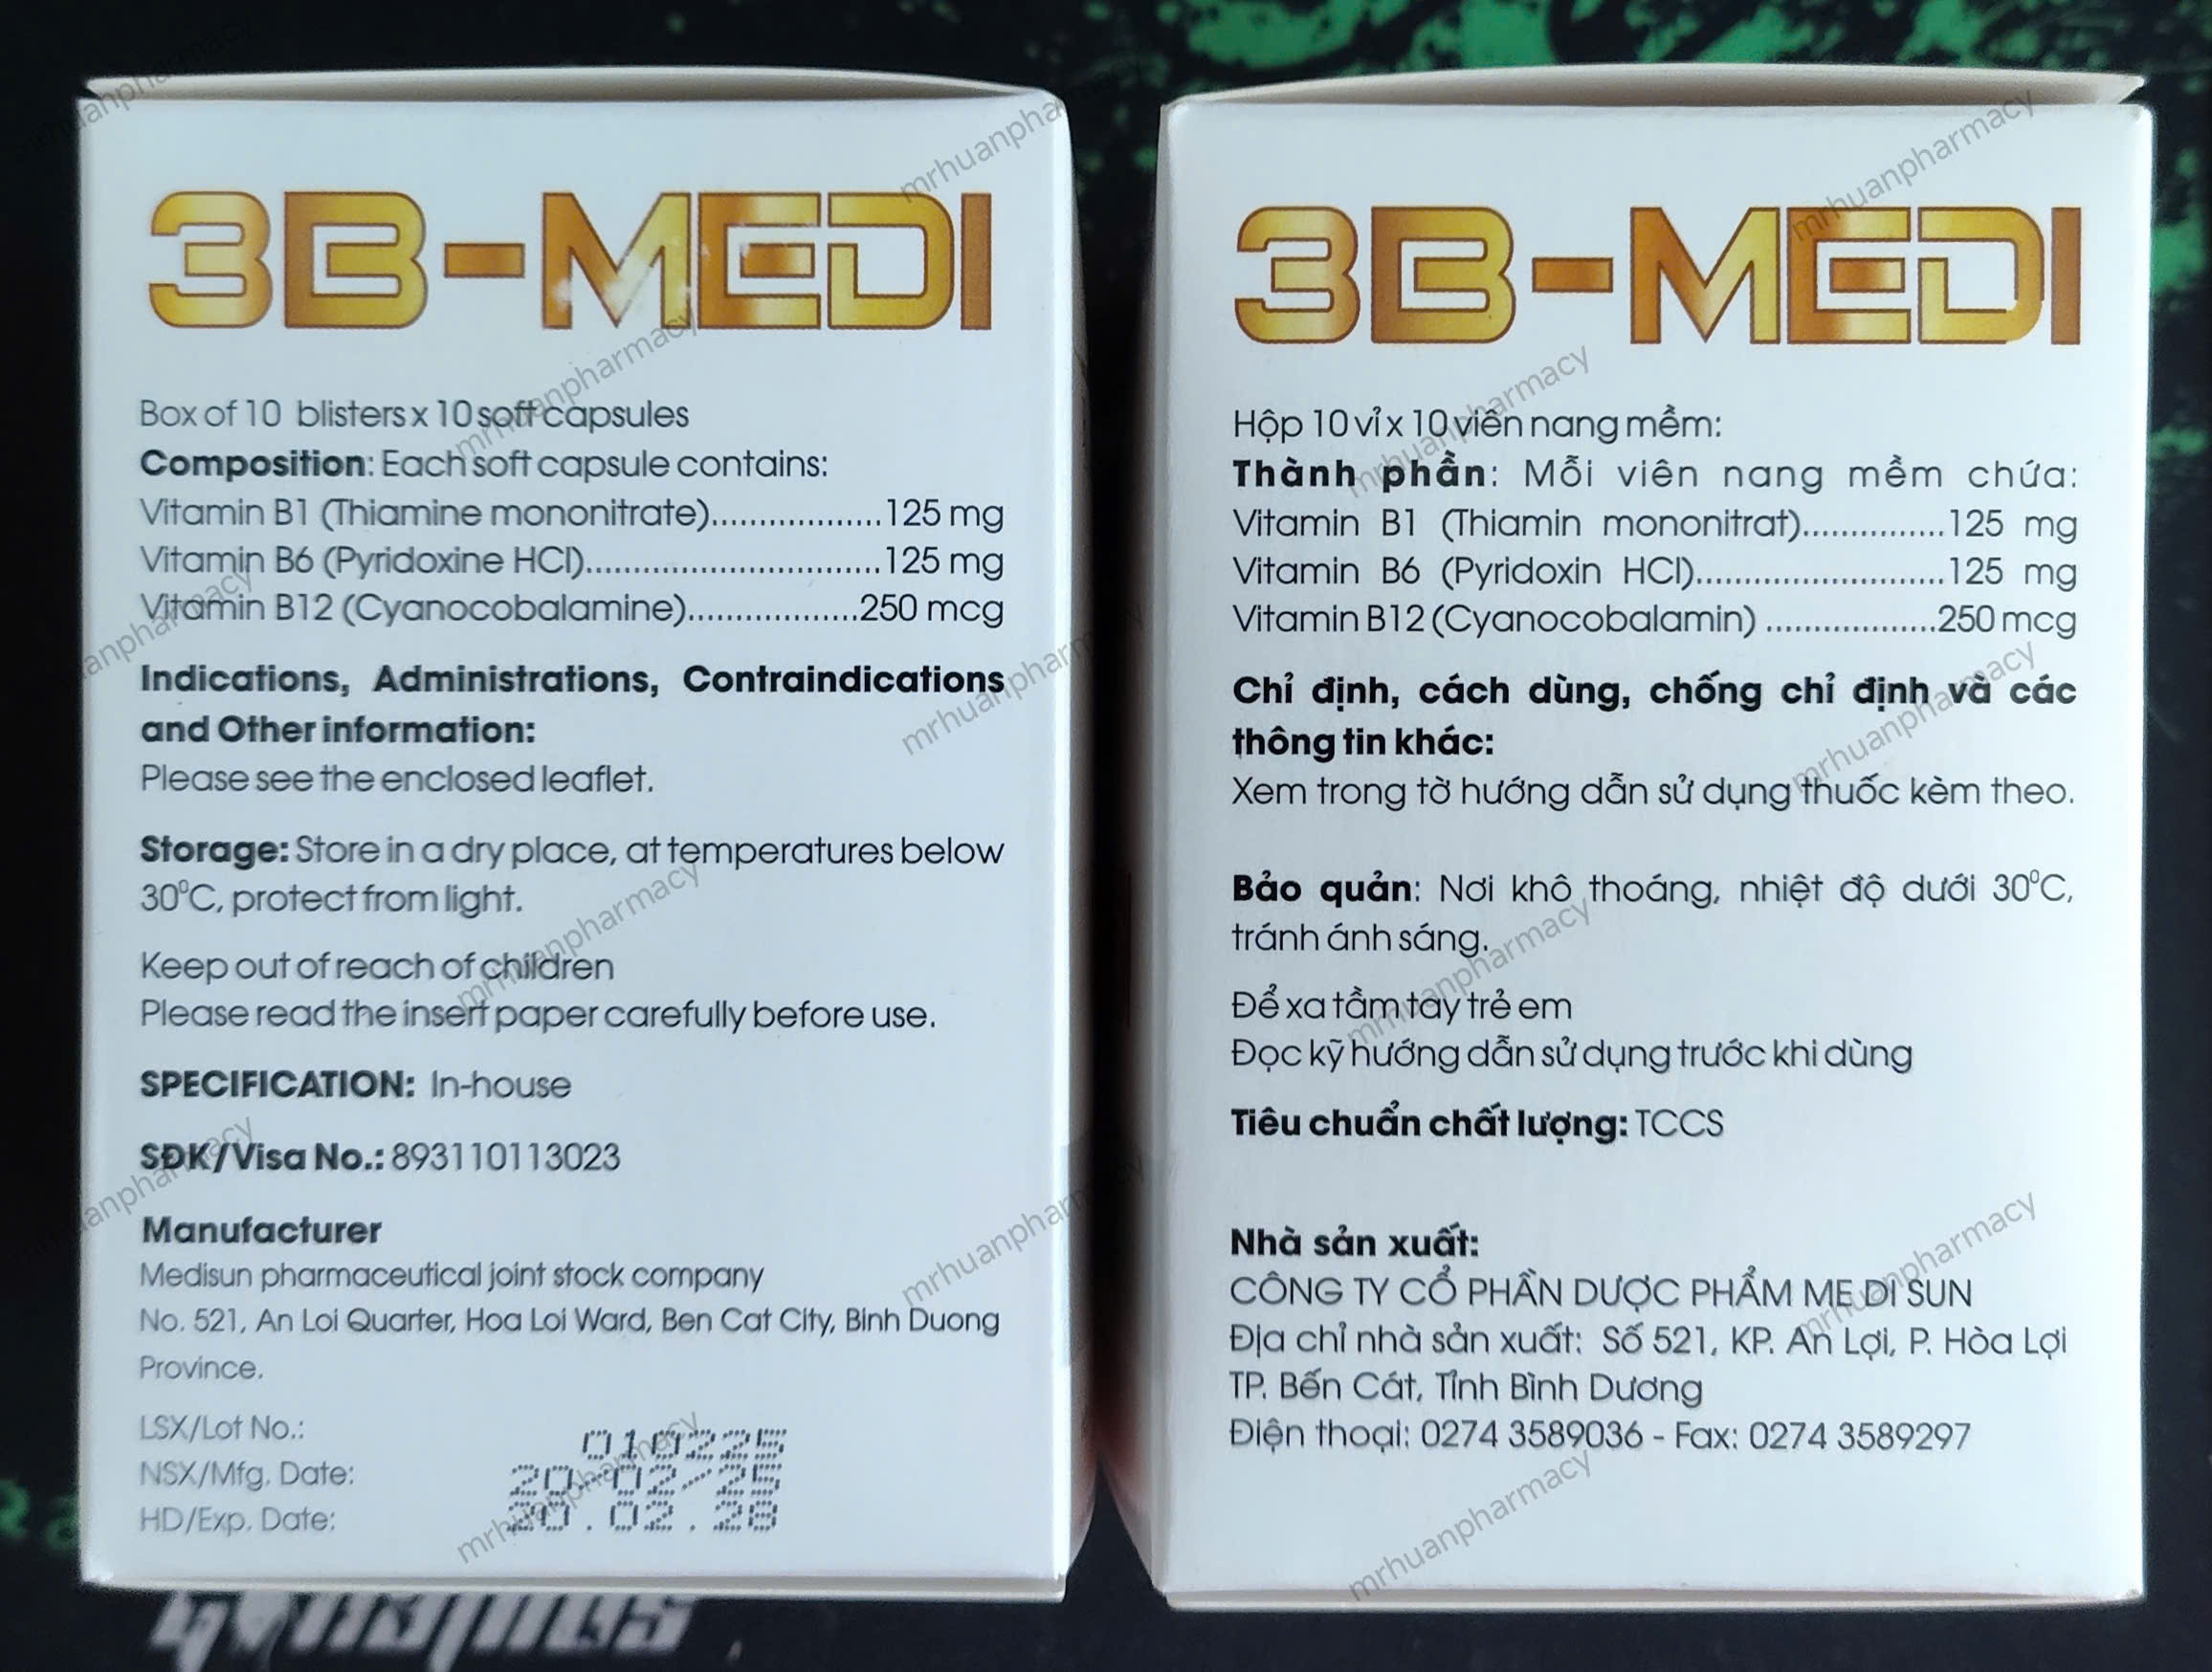 3B-MEDI
Box of 10 blisters x 10 soft capsules
Composition: Each soft capsule contains:
Vitamin B1 (Thiamine mononitrate)..................125 mg
Vitamin B6 (Pyridoxine HCl)...............................125 mg
Vitamin B12 (Cyanocobalamine)..................250 mcg
Indications, Administrations, Contraindications
and Other information:
Please see the enclosed leaflet.
Storage: Store in a dry place, at temperatures below
30°C, protect from light.
Keep out of reach of children
Please read the insert paper carefully before use.
SPECIFICATION: In-house
SĐK/Visa No.: 893110113023
Manufacturer
Medisun pharmaceutical joint stock company
No. 521, An Loi Quarter, Hoa Loi Ward, Ben Cat City, Binh Duong
Province.
LSX/Lot No.: 010225
NSX/Mfg. Date: 20-02/25
HD/Exp. Date: 20.02.28
3B-MEDI
Hộp 10 vỉ x 10 viên nang mềm:
Thành phần: Mỗi viên nang mềm chứa:
Vitamin B1 (Thiamin mononitrat)...............125 mg
Vitamin B6 (Pyridoxin HCl)..........................125 mg
Vitamin B12 (Cyanocobalamin) ..................250 mcg
Chỉ định, cách dùng, chống chỉ định và các
thông tin khác:
Xem trong tờ hướng dẫn sử dụng thuốc kèm theo.
Bảo quản: Nơi khô thoáng, nhiệt độ dưới 30°C,
tránh ánh sáng.
Để xa tầm tay trẻ em
Đọc kỹ hướng dẫn sử dụng trước khi dùng
Tiêu chuẩn chất lượng: TCCS
Nhà sản xuất:
CÔNG TY CỔ PHẦN DƯỢC PHẨM ME DI SUN
Địa chỉ nhà sản xuất: Số 521, KP. An Lợi, P. Hòa Lợi
TP. Bến Cát, Tỉnh Bình Dương
Điện thoại: 0274 3589036 - Fax: 0274 3589297
mrhuanpharmacy